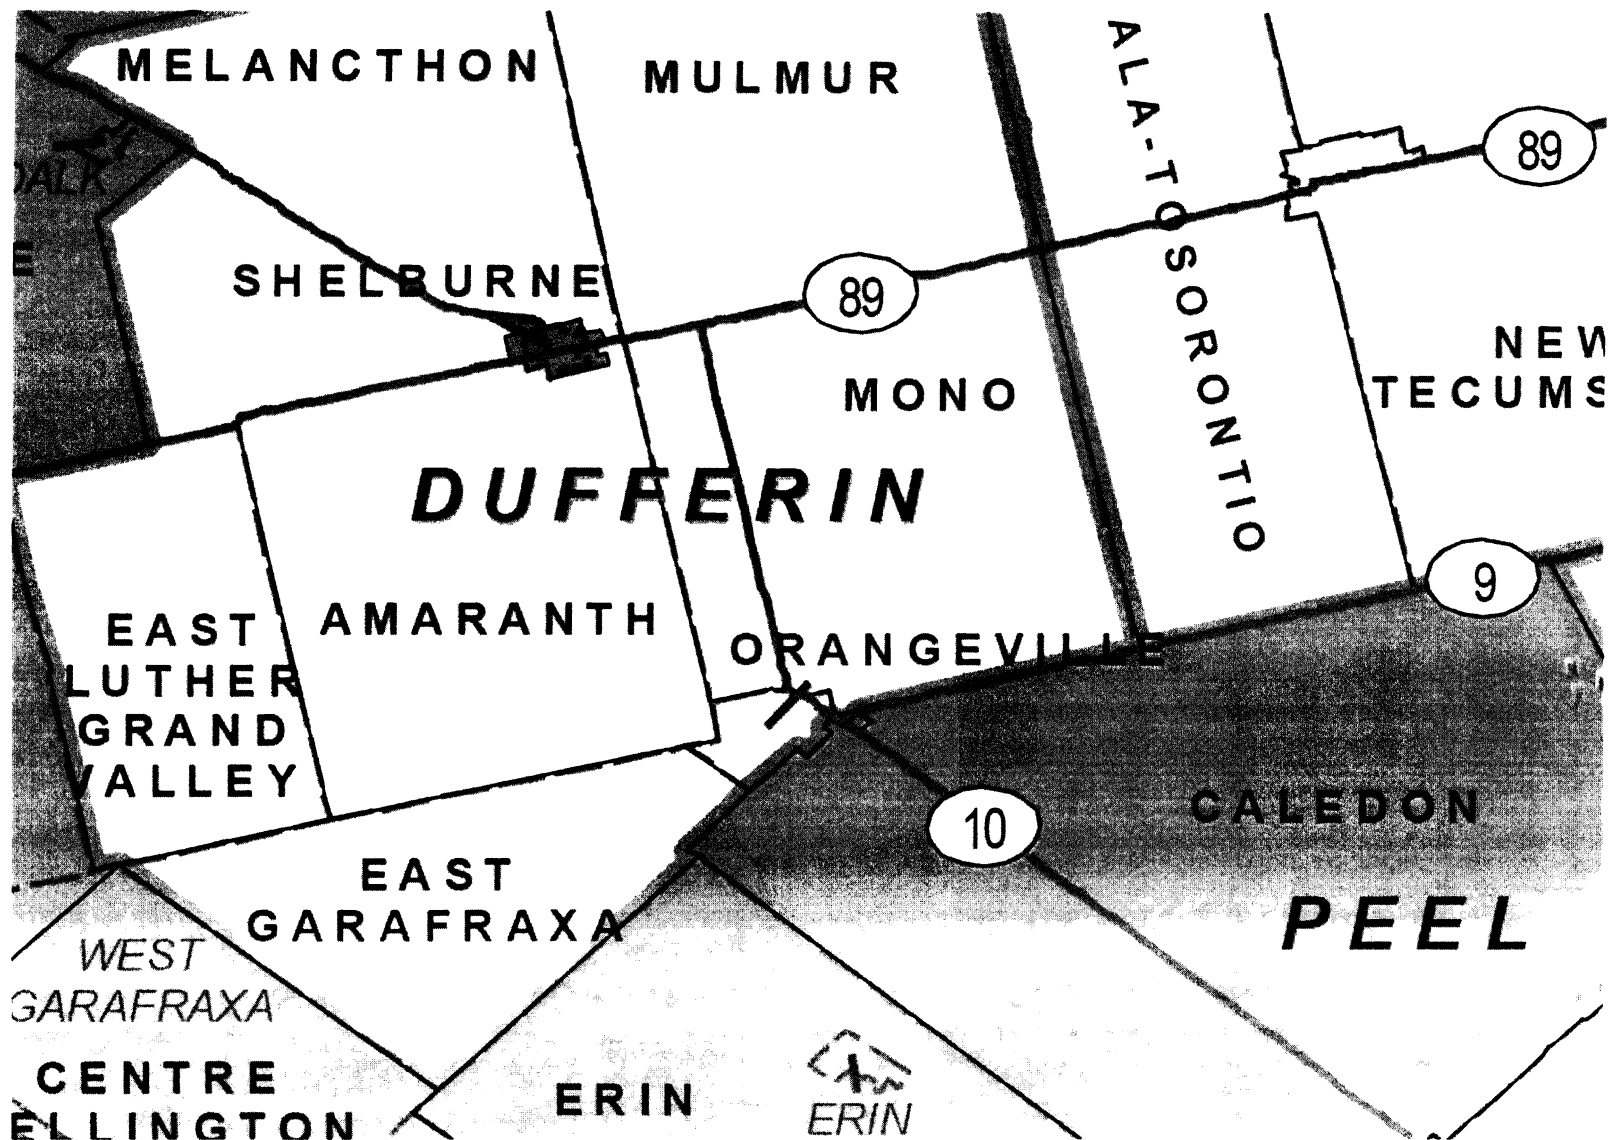 MELANCTHON
MULMUR
89
SHELBURNE
89
NEW
MONO
DUFFERIN
9
EAST
LUTHER
GRAND
VALLEY
AMARANTH
ORANGEVILLE
CALEDON
10
EAST
GARAFRAXA
PEEL
WEST
GARAFRAXA
CENTRE
ERIN
ERIN
ALA-TOSORONTIO
TECUMS
DALK
E
ELLINGTON